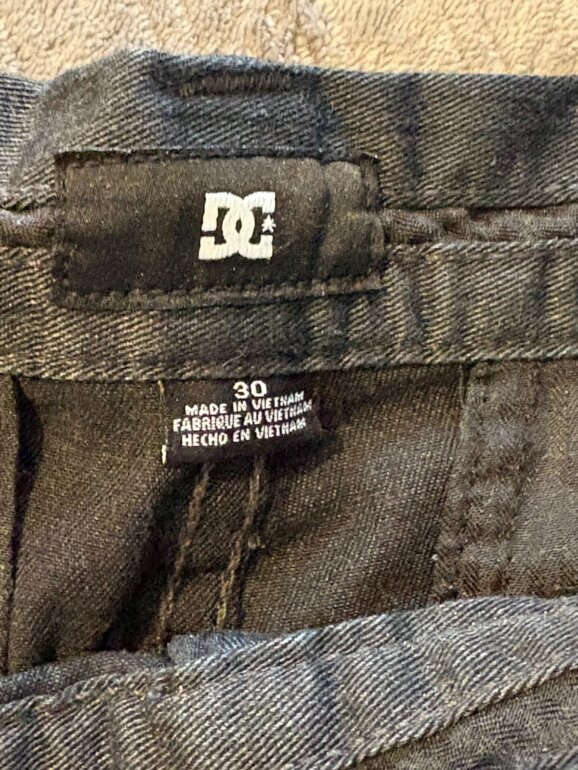 DC
30
MADE IN VIETNAM
FABRIQUE AU VIETNAM
HECHO EN VIETNAM